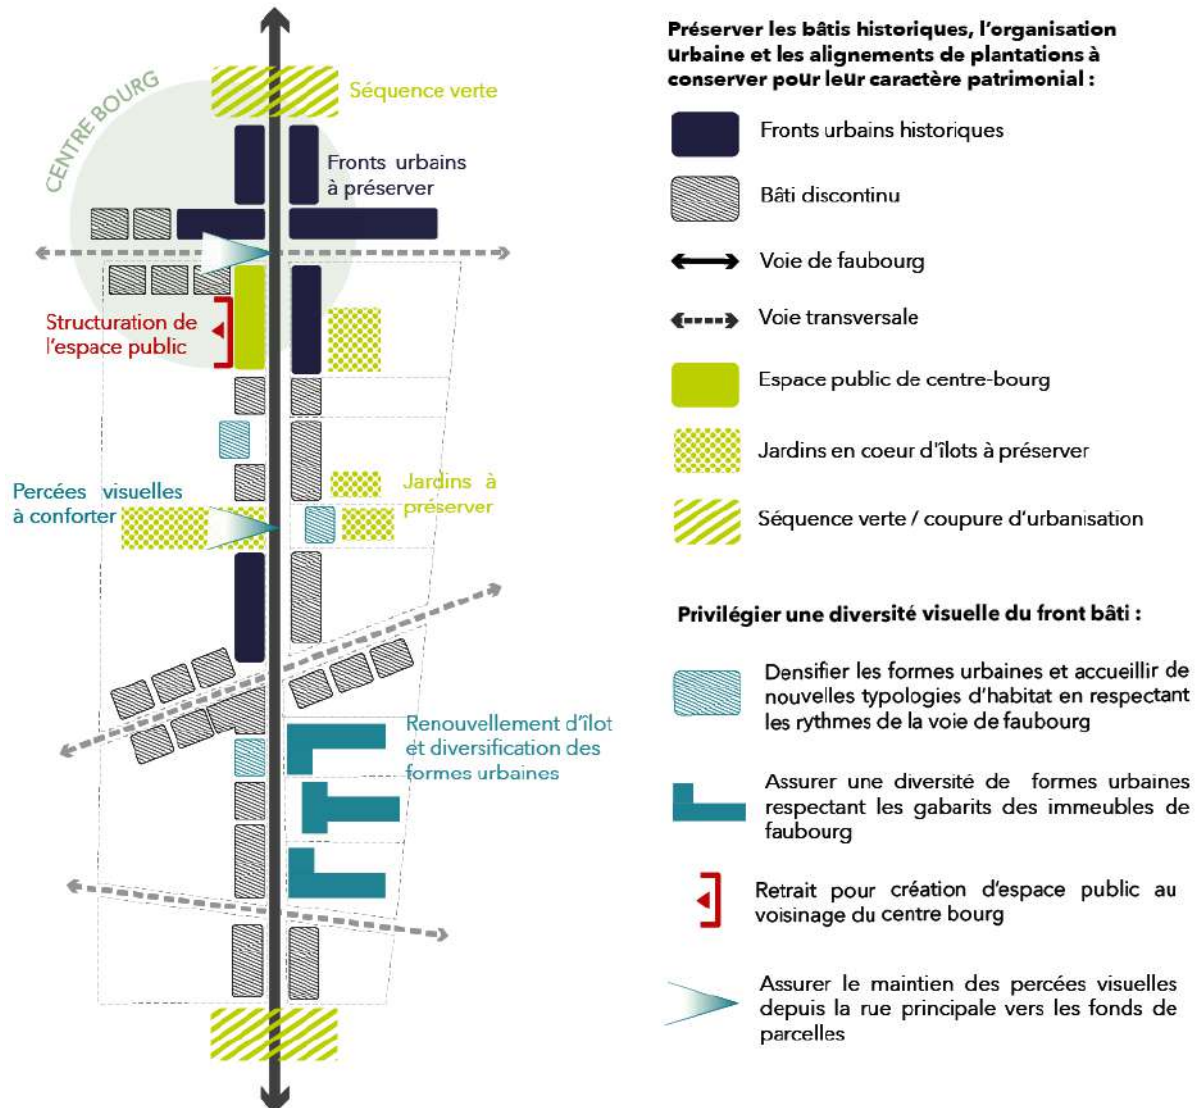 CENTRE BOURG
Séquence verte
Fronts urbains
à préserver
Structuration de
l'espace public
Percées visuelles
à conforter
Jardins à
préserver
Renouvellement d'îlot
et diversification des
formes urbaines
Préserver les bâtis historiques, l'organisation
urbaine et les alignements de plantations à
conserver pour leur caractère patrimonial :
Fronts urbains historiques
Bâti discontinu
Voie de faubourg
Voie transversale
Espace public de centre-bourg
Jardins en coeur d'îlots à préserver
Séquence verte / coupure d'urbanisation
Privilégier une diversité visuelle du front bâti :
Densifier les formes urbaines et accueillir de
nouvelles typologies d'habitat en respectant
les rythmes de la voie de faubourg
Assurer une diversité de formes urbaines
respectant les gabarits des immeubles de
faubourg
Retrait pour création d'espace public au
voisinage du centre bourg
Assurer le maintien des percées visuelles
depuis la rue principale vers les fonds de
parcelles